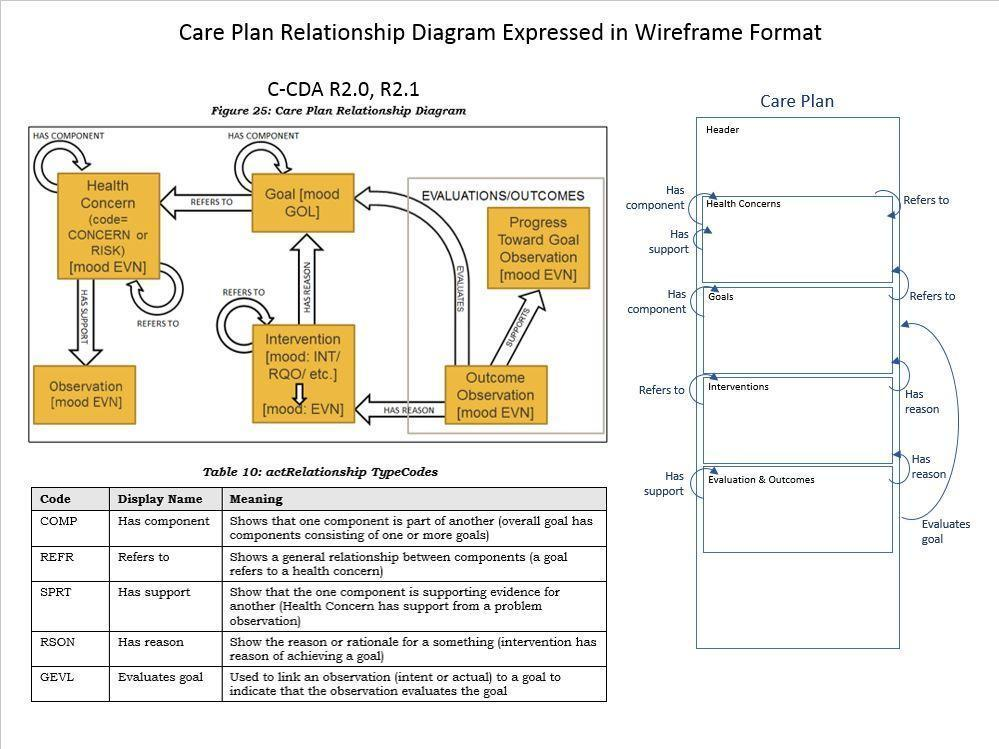 Care Plan Relationship Diagram Expressed in Wireframe Format
C-CDA R2.0, R2.1
Figure 25: Care Plan Relationship Diagram
HAS COMPONENT
HAS COMPONENT
Health
Concern
(code=
CONCERN or
RISK)
[mood EVN]
REFERS TO
Goal [mood
GOL]
EVALUATIONS/OUTCOMES
Progress
Toward Goal
Observation
[mood EVN]
HAS SUPPORT
REFERS TO
REFERS TO
HAS REASON
EVALUATES
SUPPORTS
Intervention
[mood: INT/
RQO/ etc.]
[mood: EVN]
Observation
[mood EVN]
HAS REASON
Outcome
Observation
[mood EVN]
Table 10: actRelationship TypeCodes
Code Display Name Meaning
COMP Has component Shows that one component is part of another (overall goal has
components consisting of one or more goals)
REFR Refers to Shows a general relationship between components (a goal
refers to a health concern)
SPRT Has support Show that the one component is supporting evidence for
another (Health Concern has support from a problem
observation)
RSON Has reason Show the reason or rationale for a something (intervention has
reason of achieving a goal)
GEVL Evaluates goal Used to link an observation (intent or actual) to a goal to
indicate that the observation evaluates the goal
Care Plan
Header
Has
component
Health Concerns
Refers to
Has
support
Has
component
Goals
Refers to
Refers to
Interventions
Has
reason
Has
support
Evaluation & Outcomes
Has
reason
Evaluates
goal